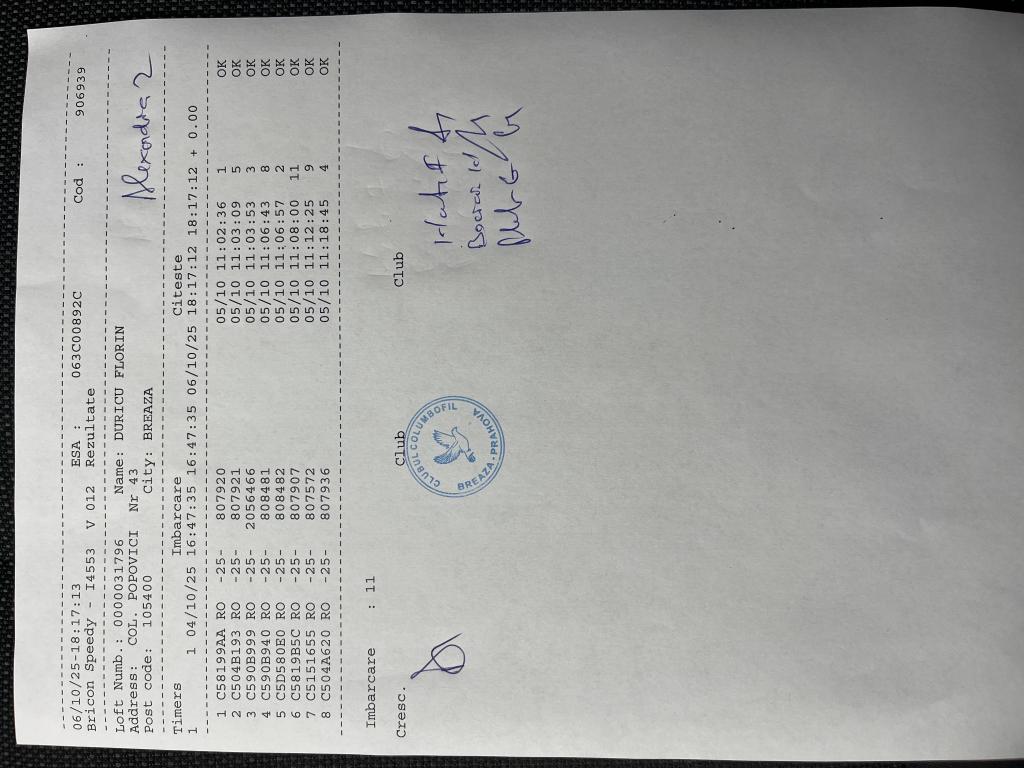 06/10/25-18:17:13 ESA : 063C00892C Cod : 906939
Bricon Speedy - I4553 V 012 Rezultate
Loft Numb.: 0000031796 Name: DURICU FLORIN
Address: COL. POPOVICI Nr 43
Post code: 105400 City: BREAZA
Alexandria 2
Timers Imbarcare Citeste
1 1 04/10/25 16:47:35 16:47:35 06/10/25 18:17:12 18:17:12 + 0.00
1 C58199AA RO -25- 807920 05/10 11:02:36 1 OK
2 C504B193 RO -25- 807921 05/10 11:03:09 5 OK
3 C590B999 RO -25- 2056466 05/10 11:03:53 3 OK
4 C590B940 RO -25- 808481 05/10 11:06:43 8 OK
5 C5D580E0 RO -25- 808482 05/10 11:06:57 2 OK
6 C5819B5C RO -25- 807907 05/10 11:08:00 11 OK
7 C5151655 RO -25- 807572 05/10 11:12:25 9 OK
8 C504A620 RO -25- 807936 05/10 11:18:45 4 OK
Imbarcare : 11
Cresc. Club Club
CLUBUL COLUMBOFIL
BREAZA-PRAHOVA